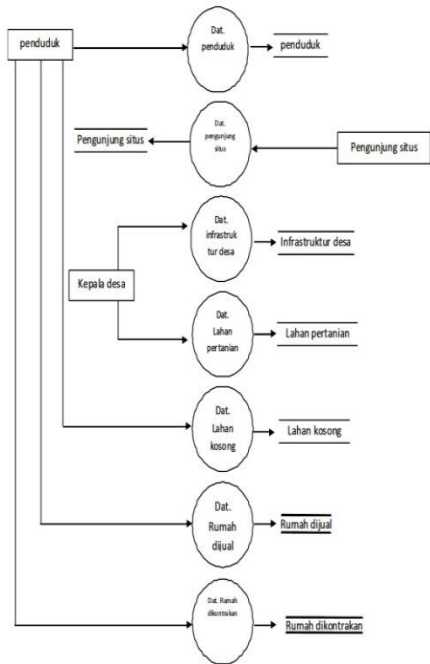 penduduk
Dat.
penduduk
penduduk
Pengunjung situs
Dat.
pengunjung
situs
Pengunjung situs
Dat.
infrastruk
tur desa
Infrastruktur desa
Kepala desa
Dat.
Lahan
pertanian
Lahan pertanian
Dat.
Lahan
kosong
Lahan kosong
Dat.
Rumah
dijual
Rumah dijual
Dat. Rumah
dikontrakan
Rumah dikontrakan